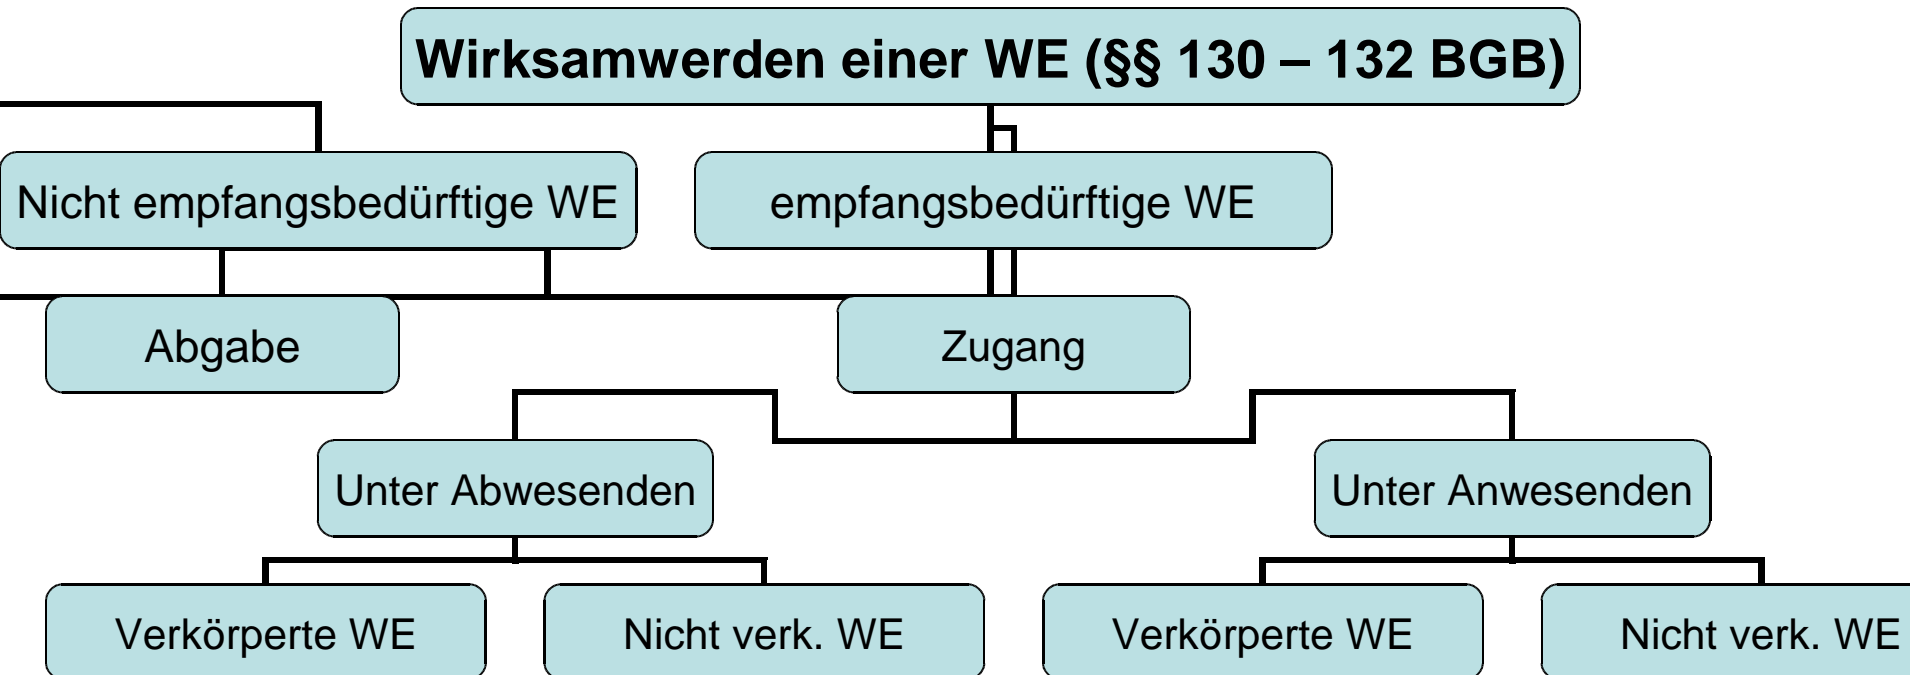 Wirksamwerden einer WE (§§ 130 – 132 BGB)
Nicht empfangsbedürftige WE
empfangsbedürftige WE
Abgabe
Zugang
Unter Abwesenden
Unter Anwesenden
Verkörperte WE
Nicht verk. WE
Verkörperte WE
Nicht verk. WE